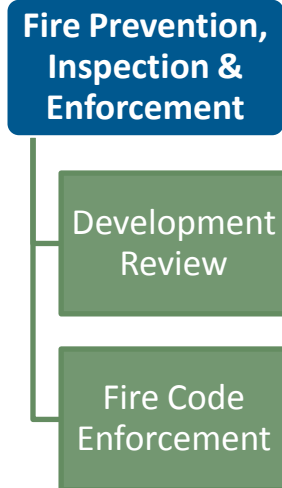 Fire Prevention,
Inspection &
Enforcement
Development
Review
Fire Code
Enforcement